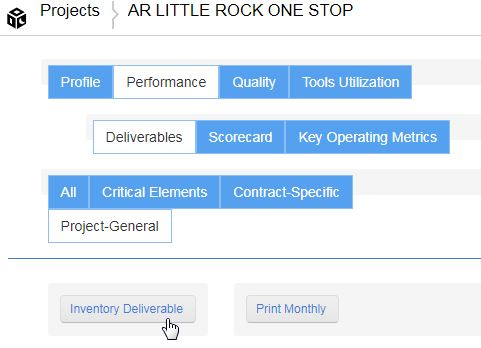 Projects AR LITTLE ROCK ONE STOP
Profile Performance Quality Tools Utilization
Deliverables Scorecard Key Operating Metrics
All Critical Elements Contract-Specific
Project-General
Inventory Deliverable Print Monthly